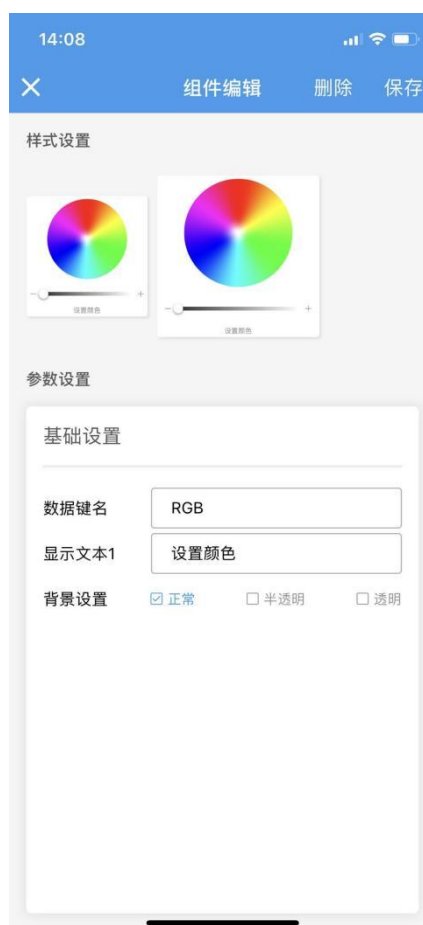 14:08
组件编辑 删除 保存
样式设置
设置颜色
设置颜色
参数设置
基础设置
数据键名 RGB
显示文本1 设置颜色
背景设置 正常 半透明 透明